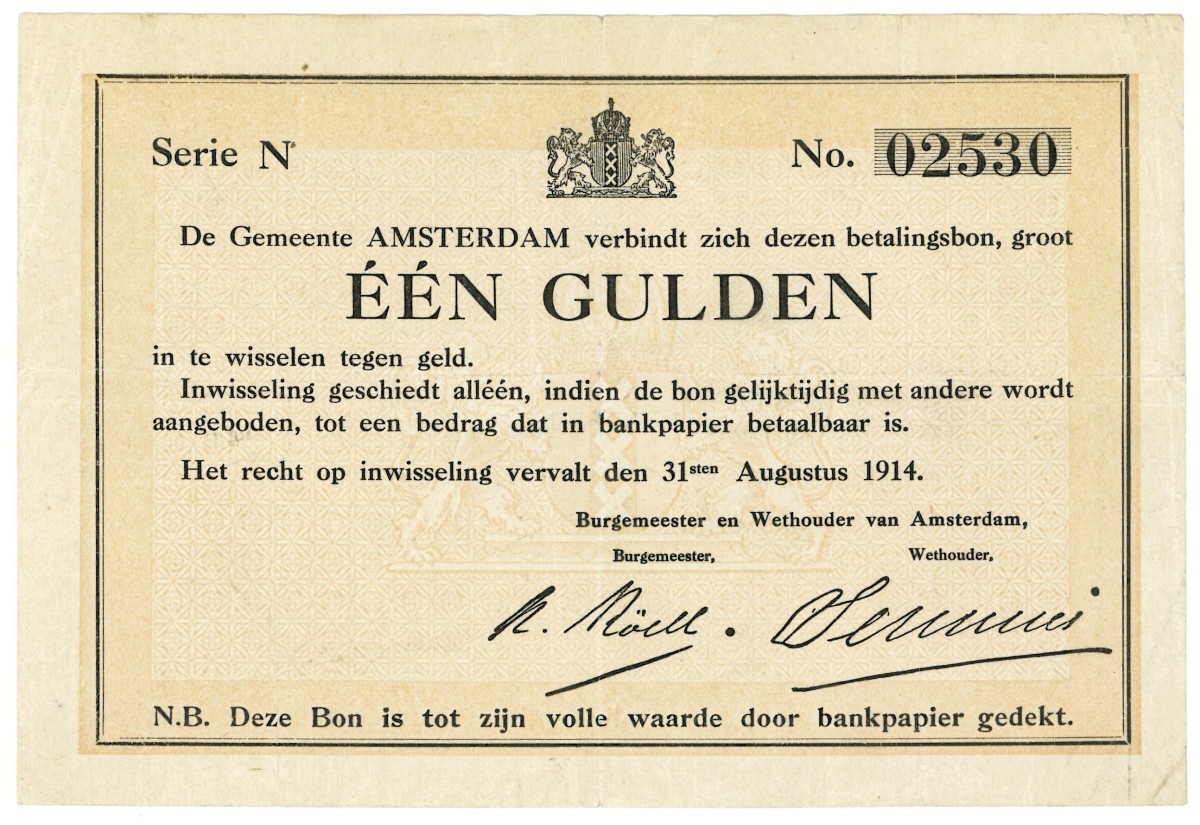 Serie N No. 02530
De Gemeente AMSTERDAM verbindt zich dezen betalingsbon, groot
ÉÉN GULDEN
in te wisselen tegen geld.
Inwisseling geschiedt alléén, indien de bon gelijktijdig met andere wordt
aangeboden, tot een bedrag dat in bankpapier betaalbaar is.
Het recht op inwisseling vervalt den 31sten Augustus 1914.
Burgemeester en Wethouder van Amsterdam,
Burgemeester, Wethouder,
Röell.
N.B. Deze Bon is tot zijn volle waarde door bankpapier gedekt.